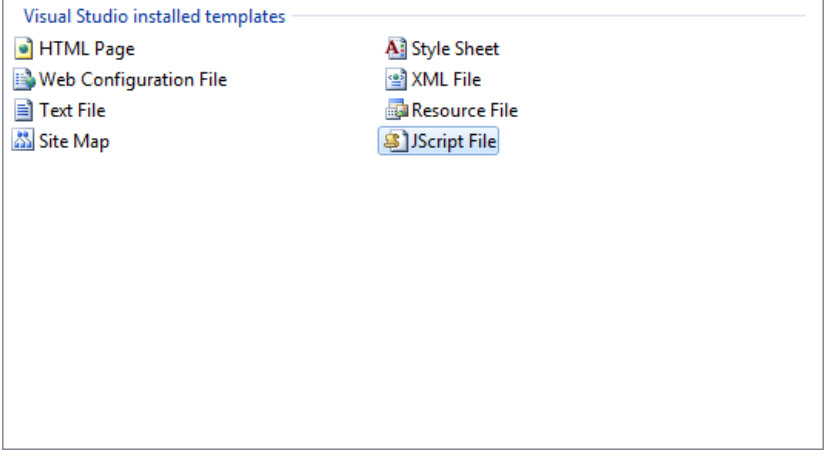 Visual Studio installed templates
HTML Page
Style Sheet
Web Configuration File
XML File
Text File
Resource File
Site Map
JScript File